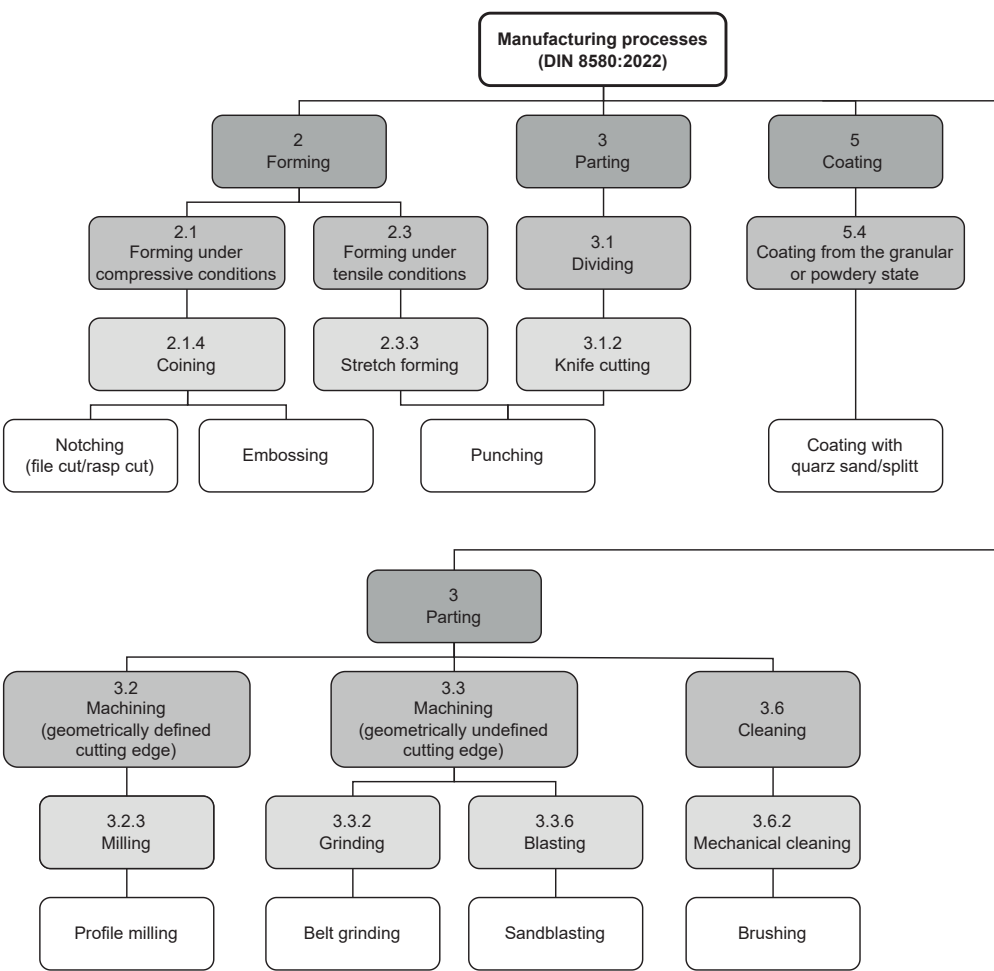 Manufacturing processes
(DIN 8580:2022)
2
Forming
3
Parting
5
Coating
2.1
Forming under
compressive conditions
2.3
Forming under
tensile conditions
3.1
Dividing
5.4
Coating from the granular
or powdery state
2.1.4
Coining
2.3.3
Stretch forming
3.1.2
Knife cutting
Notching
(file cut/rasp cut)
Embossing
Punching
Coating with
quarz sand/splitt
3
Parting
3.2
Machining
(geometrically defined
cutting edge)
3.3
Machining
(geometrically undefined
cutting edge)
3.6
Cleaning
3.2.3
Milling
3.3.2
Grinding
3.3.6
Blasting
3.6.2
Mechanical cleaning
Profile milling
Belt grinding
Sandblasting
Brushing